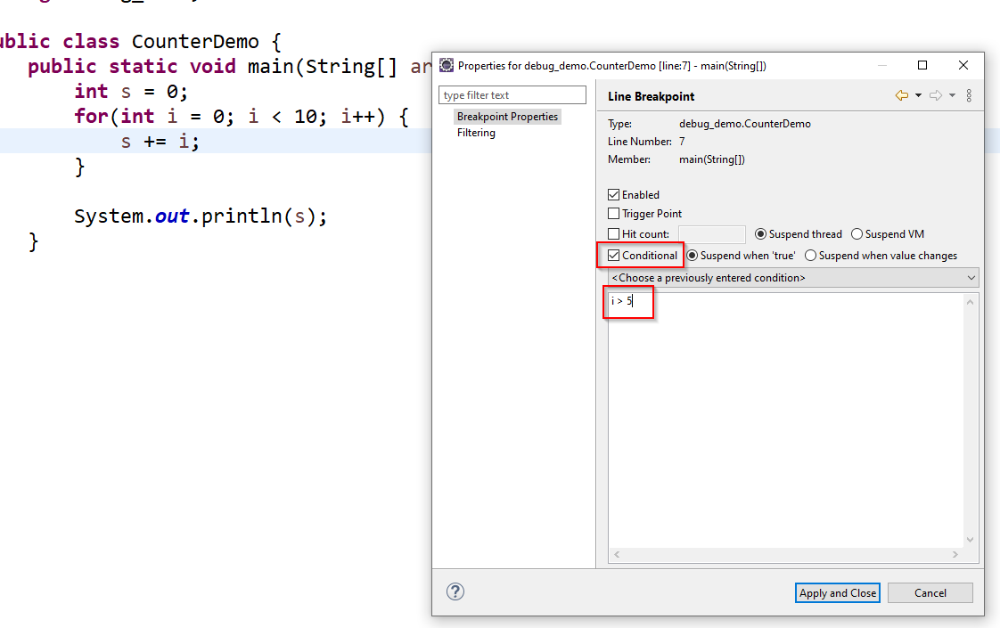 public class CounterDemo {
public static void main(String[] ar
int s = 0;
for(int i = 0; i < 10; i++) {
s += i;
}
System.out.println(s);
}
Properties for debug_demo.CounterDemo [line:7] - main(String[])
type filter text
Breakpoint Properties
Filtering
Line Breakpoint
Type: debug_demo.CounterDemo
Line Number: 7
Member: main(String[])
Enabled
Trigger Point
Hit count: Suspend thread Suspend VM
Conditional Suspend when 'true' Suspend when value changes
<Choose a previously entered condition>
i > 5
? Apply and Close Cancel